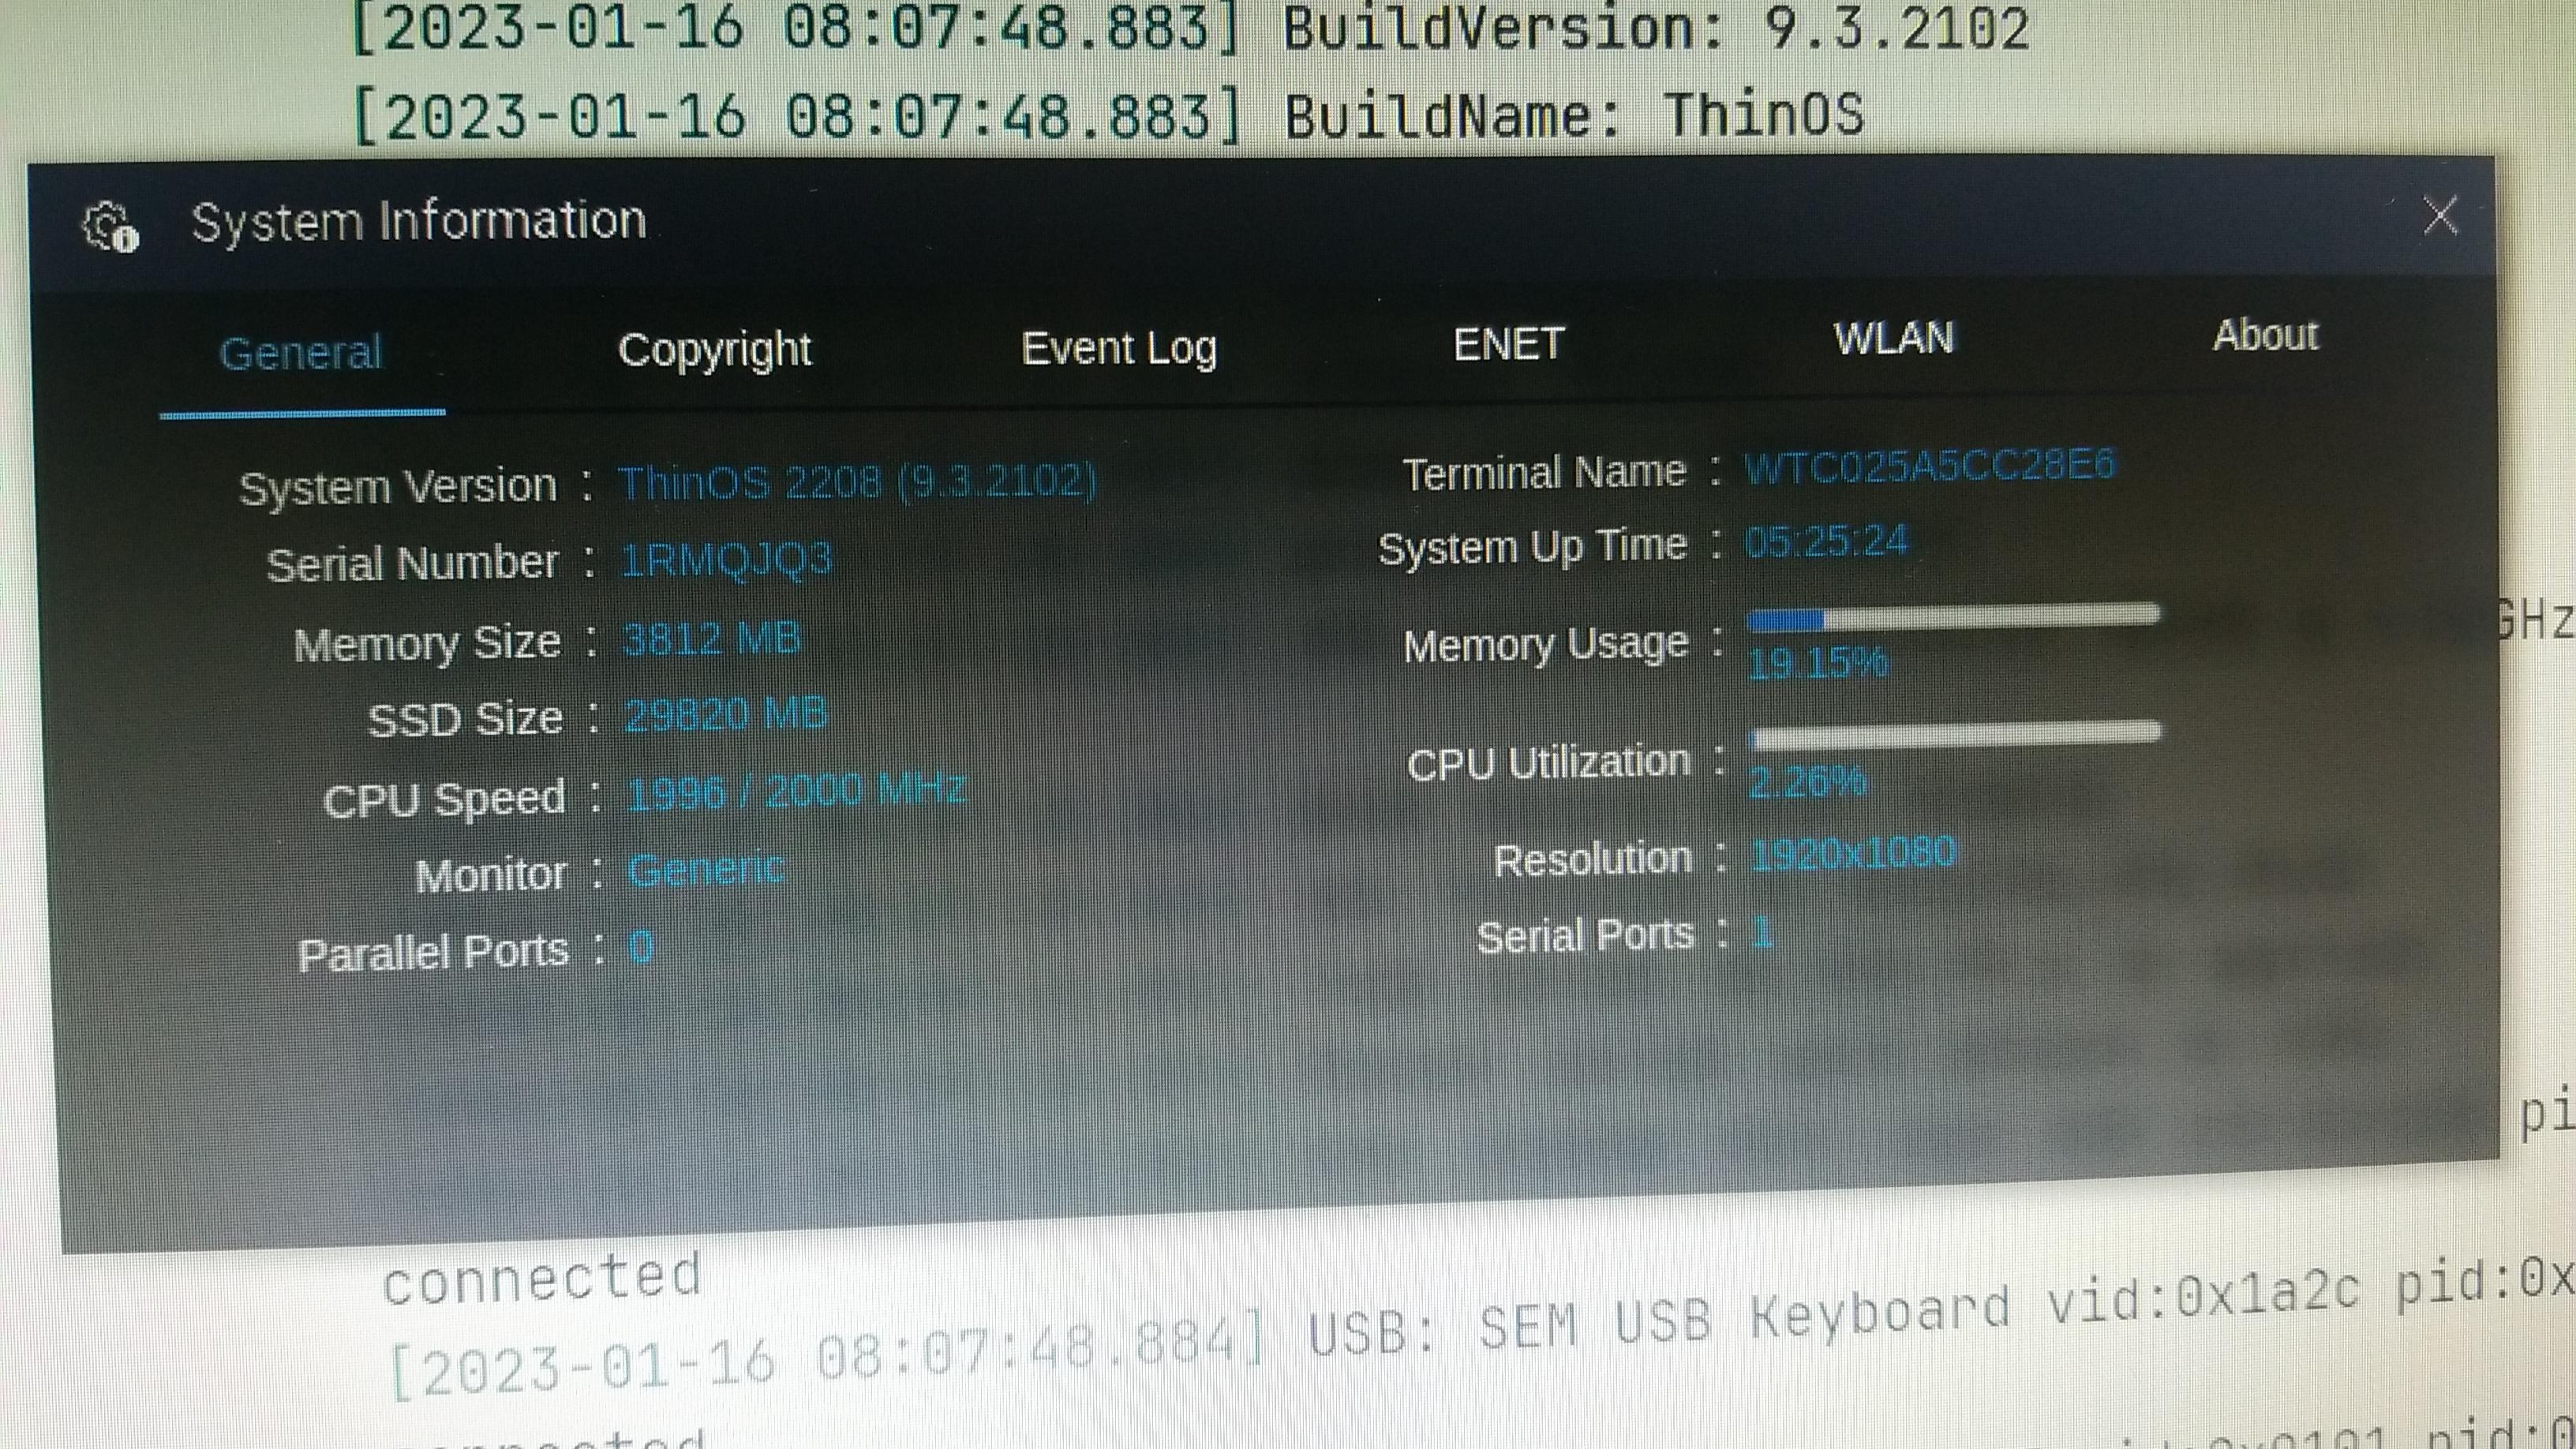 [2023-01-16 08:07:48.883] BuildVersion: 9.3.2102
[2023-01-16 08:07:48.883] BuildName: ThinOS
System Information
General Copyright Event Log ENET WLAN About
System Version : ThinOS 2208 (9.3.2102)
Serial Number : 1RMQJQ3
Memory Size : 3812 MB
SSD Size : 29820 MB
CPU Speed : 1996 / 2000 MHz
Monitor : Generic
Parallel Ports : 0
Terminal Name : WTC025A5CC28E6
System Up Time : 05:25:24
Memory Usage :
19.15%
CPU Utilization :
2.26%
Resolution : 1920x1080
Serial Ports : 1
GHz
pi
connected
[2023-01-16 08:07:48.884] USB: SEM USB Keyboard vid:0x1a2c pid:0x